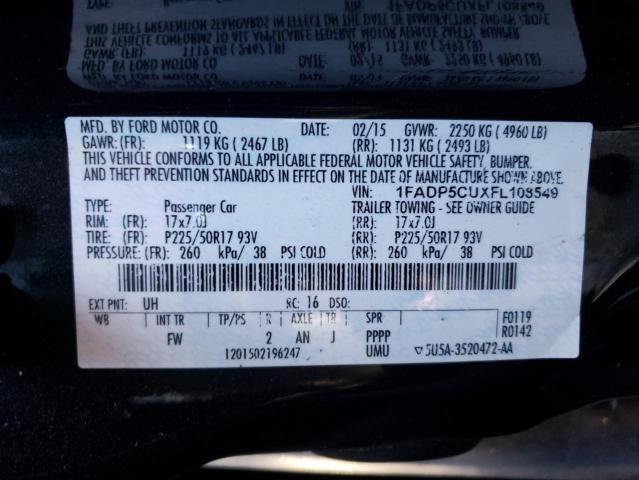 MFD. BY FORD MOTOR CO. DATE: 02/15 GVWR: 2250 KG ( 4960 LB)
GAWR: (FR): 1119 KG ( 2467 LB) (RR): 1131 KG ( 2493 LB)
THIS VEHICLE CONFORMS TO ALL APPLICABLE FEDERAL MOTOR VEHICLE SAFETY, BUMPER,
AND THEFT PREVENTION STANDARDS IN EFFECT ON THE DATE OF MANUFACTURE SHOWN ABOVE.
VIN: 1FADP5CUXFL103549
TYPE: Passenger Car TRAILER TOWING - SEE OWNER GUIDE
RIM: (FR): 17x7.0J (RR): 17x7.0J
TIRE: (FR): P225/50R17 93V (RR): P225/50R17 93V
PRESSURE: (FR): 260 kPa/ 38 PSI COLD (RR): 260 kPa/ 38 PSI COLD
EXT PNT: UH RC: 16 DSO:
WB INT TR TP/PS R AXLE TR SPR F0119
FW 2 AN J PPPP R0142
1201502196247 UMU ▽5U5A-3520472-AA